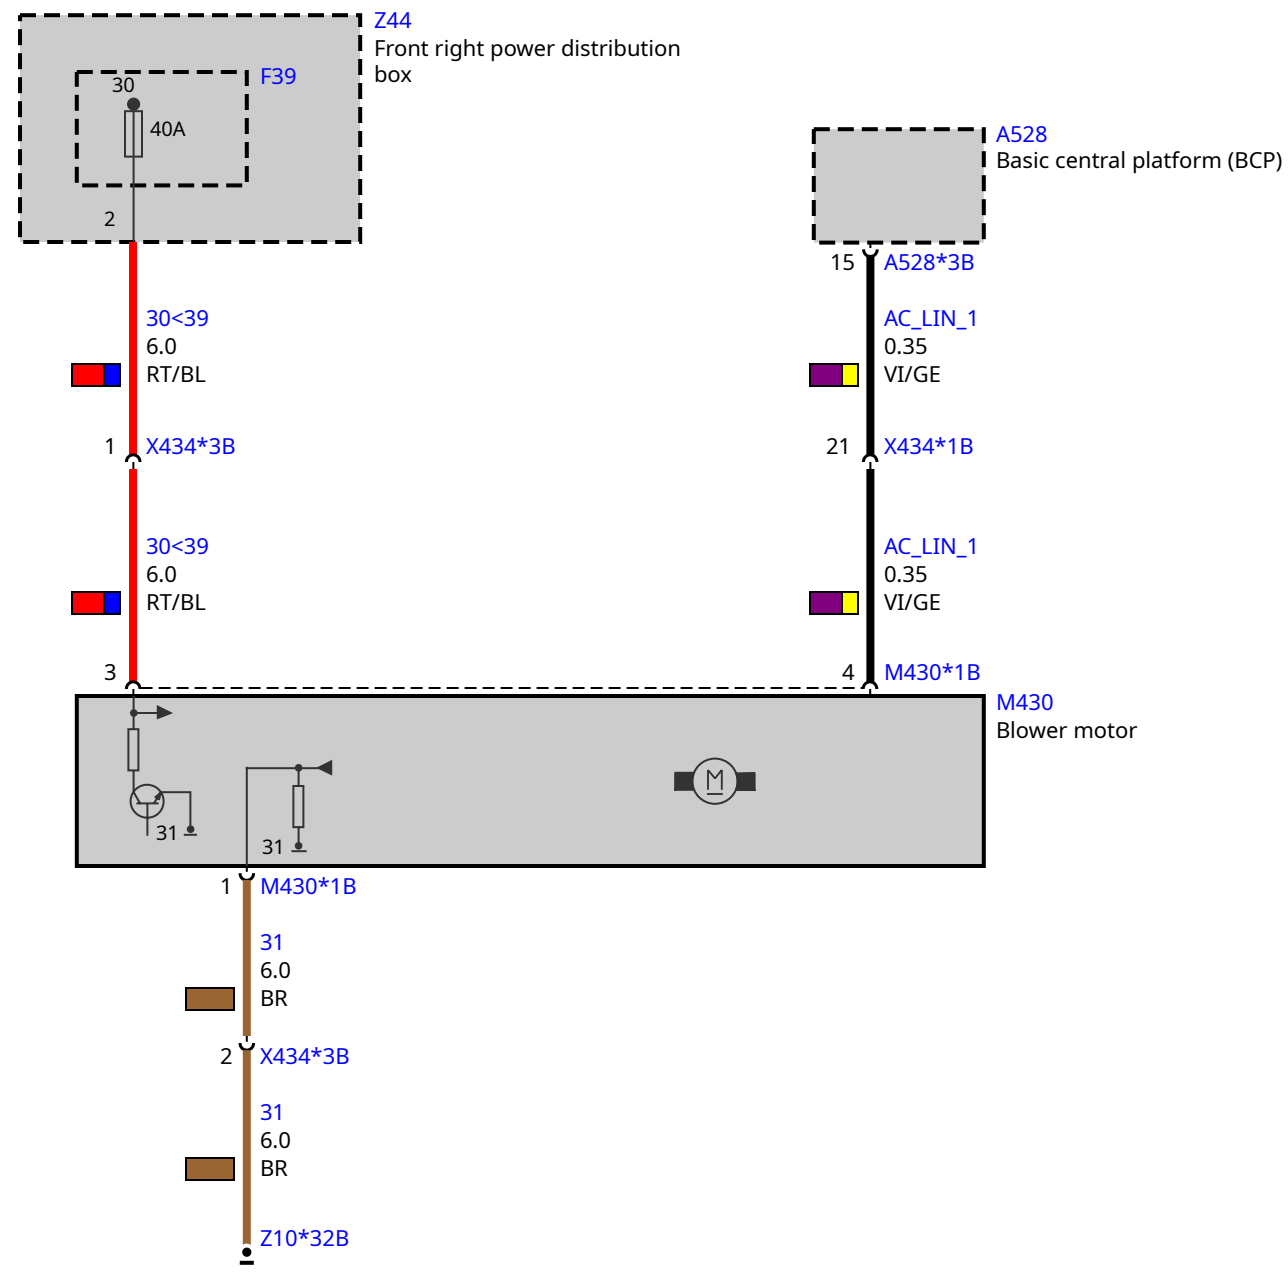 Z44
Front right power distribution
box
F39
30
40A
2
A528
Basic central platform (BCP)
15 A528*3B
30<39
6.0
RT/BL
AC_LIN_1
0.35
VI/GE
1 X434*3B
21 X434*1B
30<39
6.0
RT/BL
AC_LIN_1
0.35
VI/GE
3
4 M430*1B
M430
Blower motor
M
31
31
1 M430*1B
31
6.0
BR
2 X434*3B
31
6.0
BR
Z10*32B